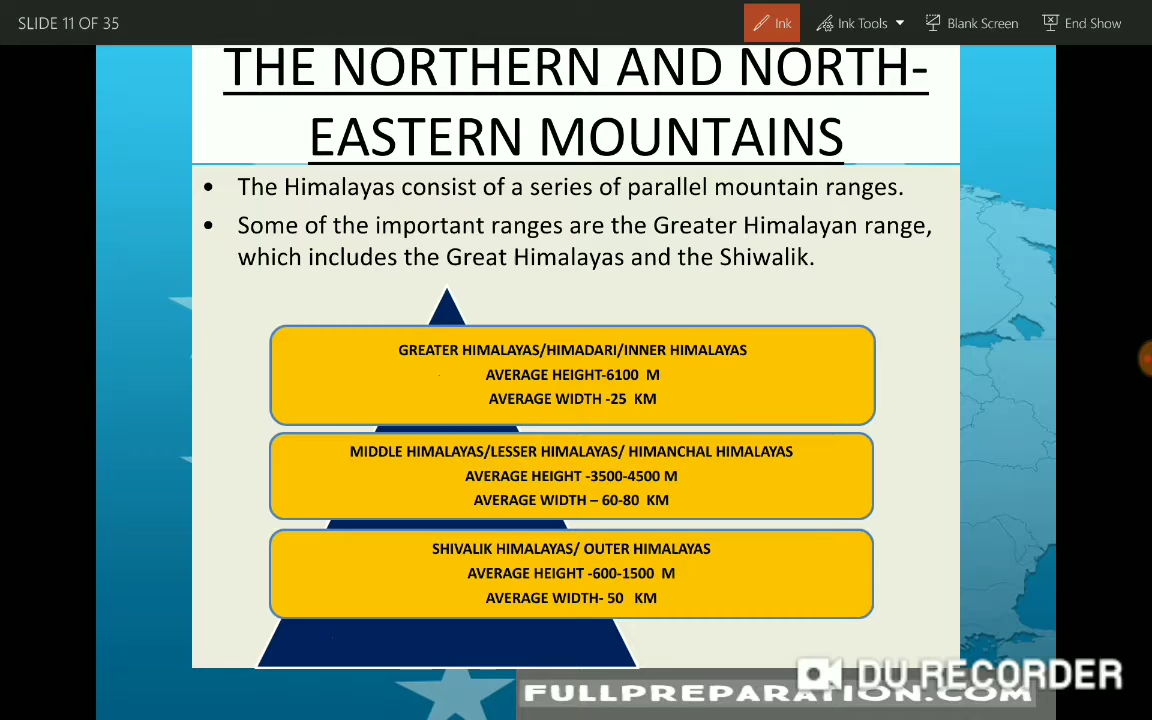 SLIDE 11 OF 35
Ink
Ink Tools
Blank Screen
End Show
THE NORTHERN AND NORTH-
EASTERN MOUNTAINS
• The Himalayas consist of a series of parallel mountain ranges.
• Some of the important ranges are the Greater Himalayan range,
which includes the Great Himalayas and the Shiwalik.
GREATER HIMALAYAS/HIMADARI/INNER HIMALAYAS
AVERAGE HEIGHT-6100 M
AVERAGE WIDTH -25 KM
MIDDLE HIMALAYAS/LESSER HIMALAYAS/ HIMANCHAL HIMALAYAS
AVERAGE HEIGHT -3500-4500 M
AVERAGE WIDTH – 60-80 KM
SHIVALIK HIMALAYAS/ OUTER HIMALAYAS
AVERAGE HEIGHT -600-1500 M
AVERAGE WIDTH- 50 KM
DU RECORDER
FULLPREPARATION.COM